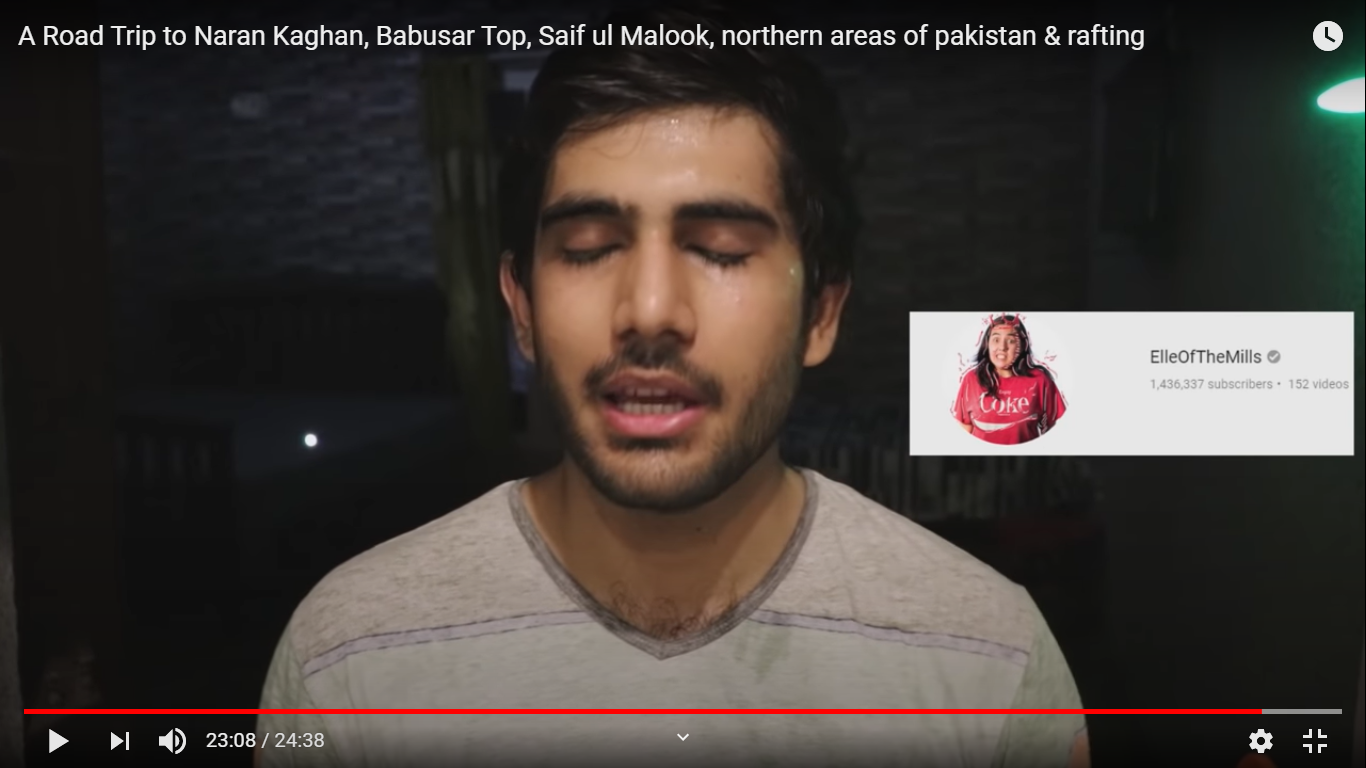 A Road Trip to Naran Kaghan, Babusar Top, Saif ul Malook, northern areas of pakistan & rafting
ElleOfTheMills
1,436,337 subscribers • 152 videos
Coke
23:08 / 24:38